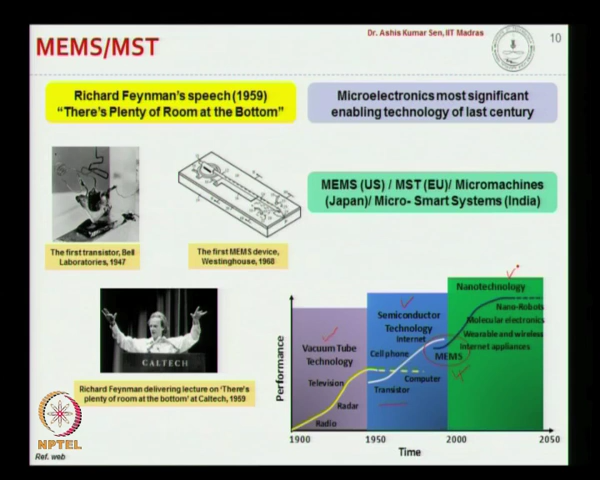 MEMS/MST
Dr. Ashis Kumar Sen, IIT Madras
10
Richard Feynman's speech (1959)
"There's Plenty of Room at the Bottom"
Microelectronics most significant
enabling technology of last century
MEMS (US) / MST (EU)/ Micromachines
(Japan)/ Micro- Smart Systems (India)
The first transistor, Bell
Laboratories, 1947
The first MEMS device,
Westinghouse, 1968
CALTECH
Richard Feynman delivering lecture on 'There's
plenty of room at the bottom' at Caltech, 1959
Performance
Vacuum Tube
Technology
Television
Radar
Radio
Semiconductor
Technology
Internet
Cell phone
Computer
Transistor
Nanotechnology
Nano-Robots
Molecular electronics
Wearable and wireless
Internet appliances
MEMS
1900
1950
2000
2050
Time
NPTEL
Ref. web